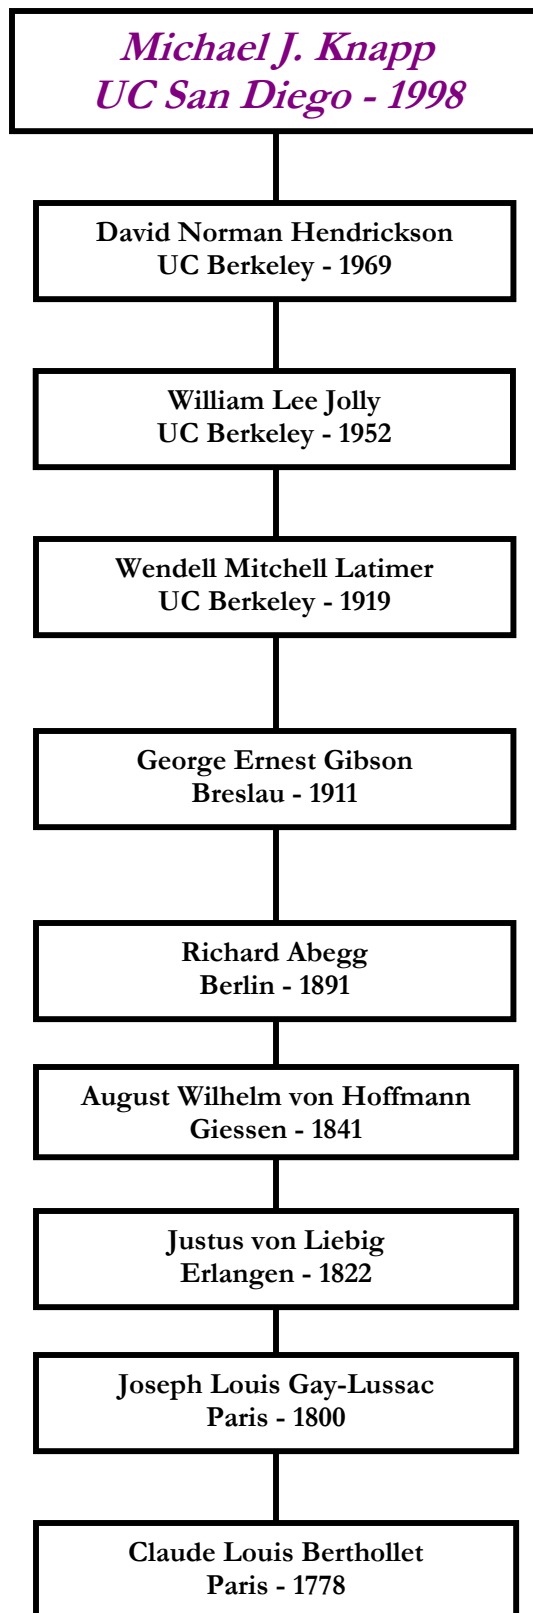 Michael J. Knapp
UC San Diego - 1998
David Norman Hendrickson
UC Berkeley - 1969
William Lee Jolly
UC Berkeley - 1952
Wendell Mitchell Latimer
UC Berkeley - 1919
George Ernest Gibson
Breslau - 1911
Richard Abegg
Berlin - 1891
August Wilhelm von Hoffmann
Giessen - 1841
Justus von Liebig
Erlangen - 1822
Joseph Louis Gay-Lussac
Paris - 1800
Claude Louis Berthollet
Paris - 1778